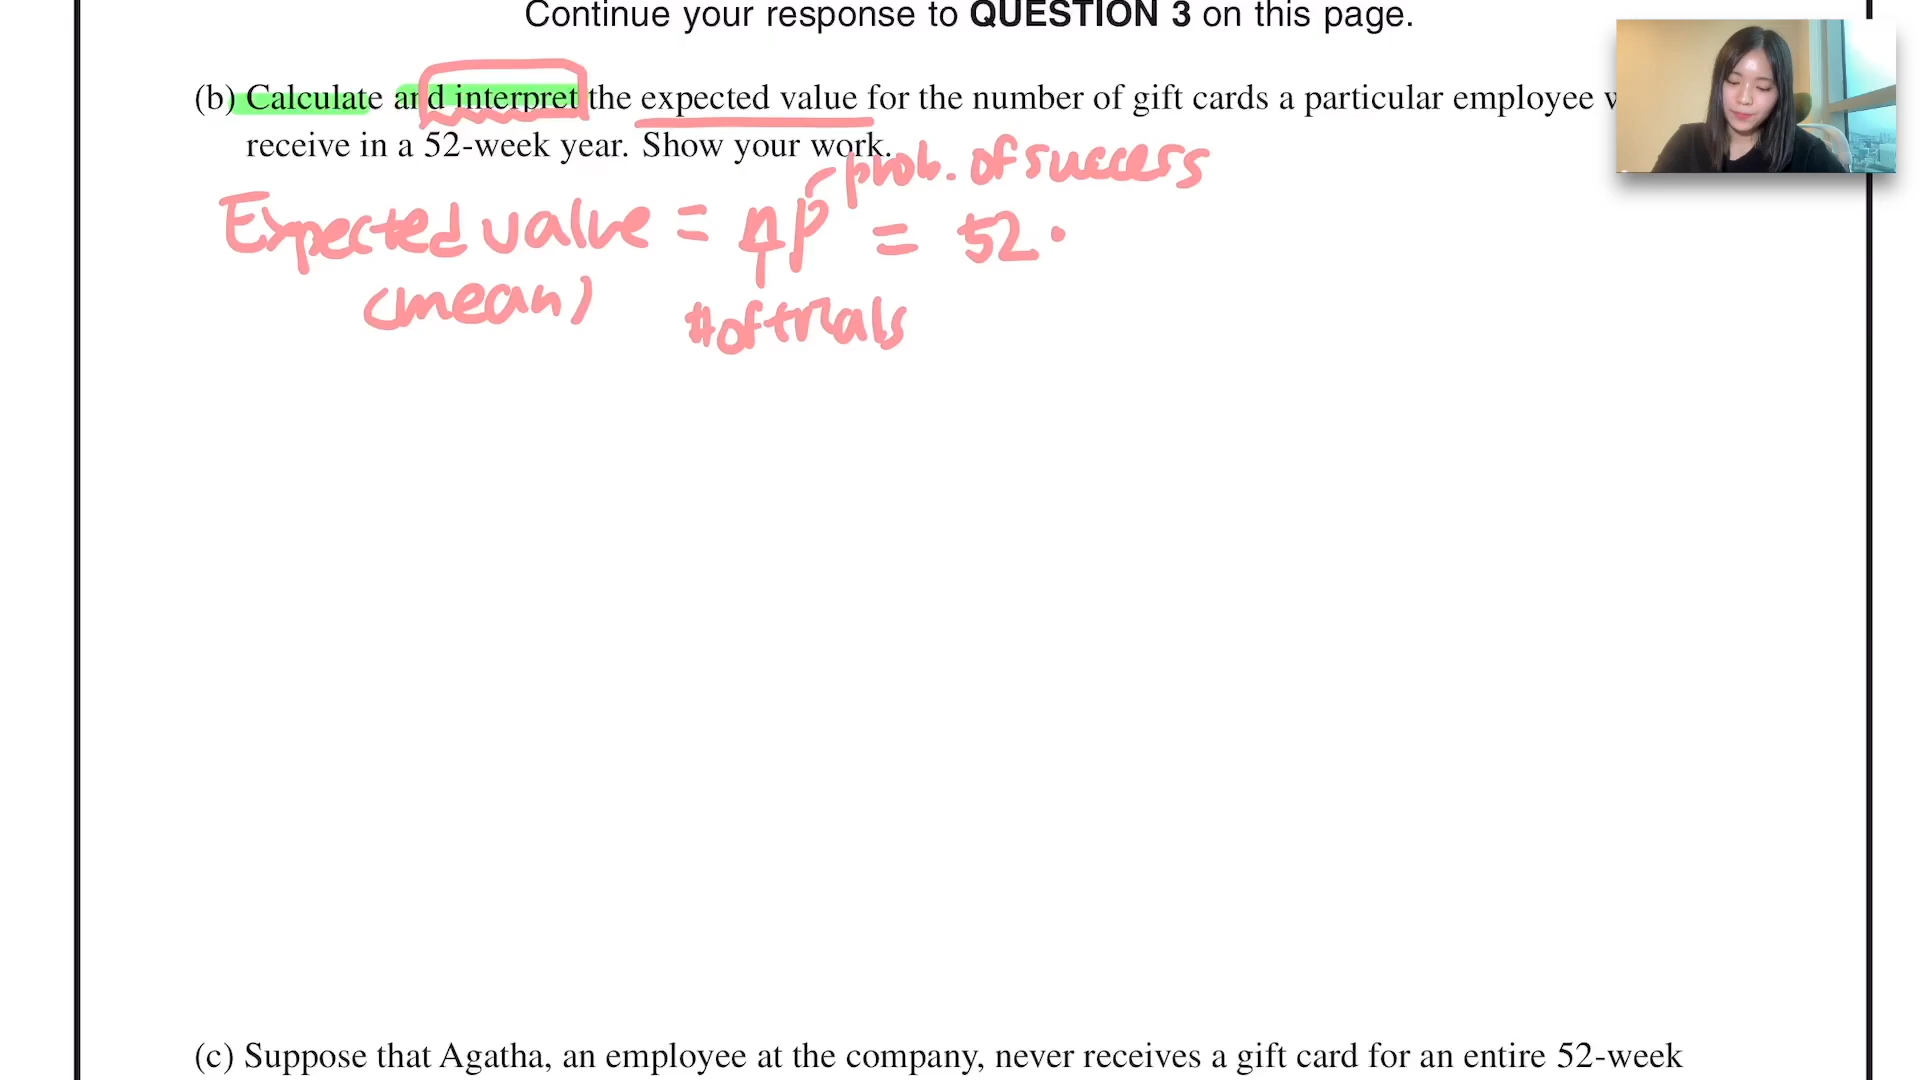 Continue your response to QUESTION 3 on this page.
(b) Calculate and interpret the expected value for the number of gift cards a particular employee
receive in a 52-week year. Show your work.
prob. of success
Expected value = np = 52 •
(mean)
# of trials
(c) Suppose that Agatha, an employee at the company, never receives a gift card for an entire 52-week